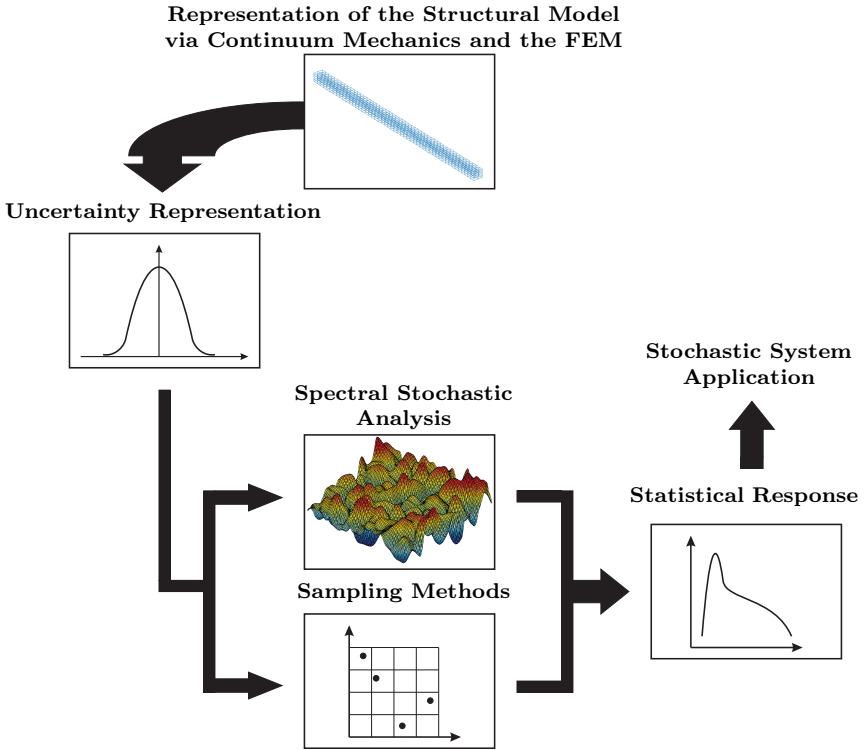 Representation of the Structural Model
via Continuum Mechanics and the FEM
Uncertainty Representation
Spectral Stochastic
Analysis
Sampling Methods
Stochastic System
Application
Statistical Response